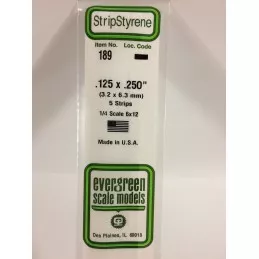 StripStyrene
Item No. Loc. Code
189
.125 x .250"
(3.2 x 6.3 mm)
5 Strips
1/4 Scale 6x12
Made in U.S.A.
evergreen
scale models
Des Plaines, IL 60018